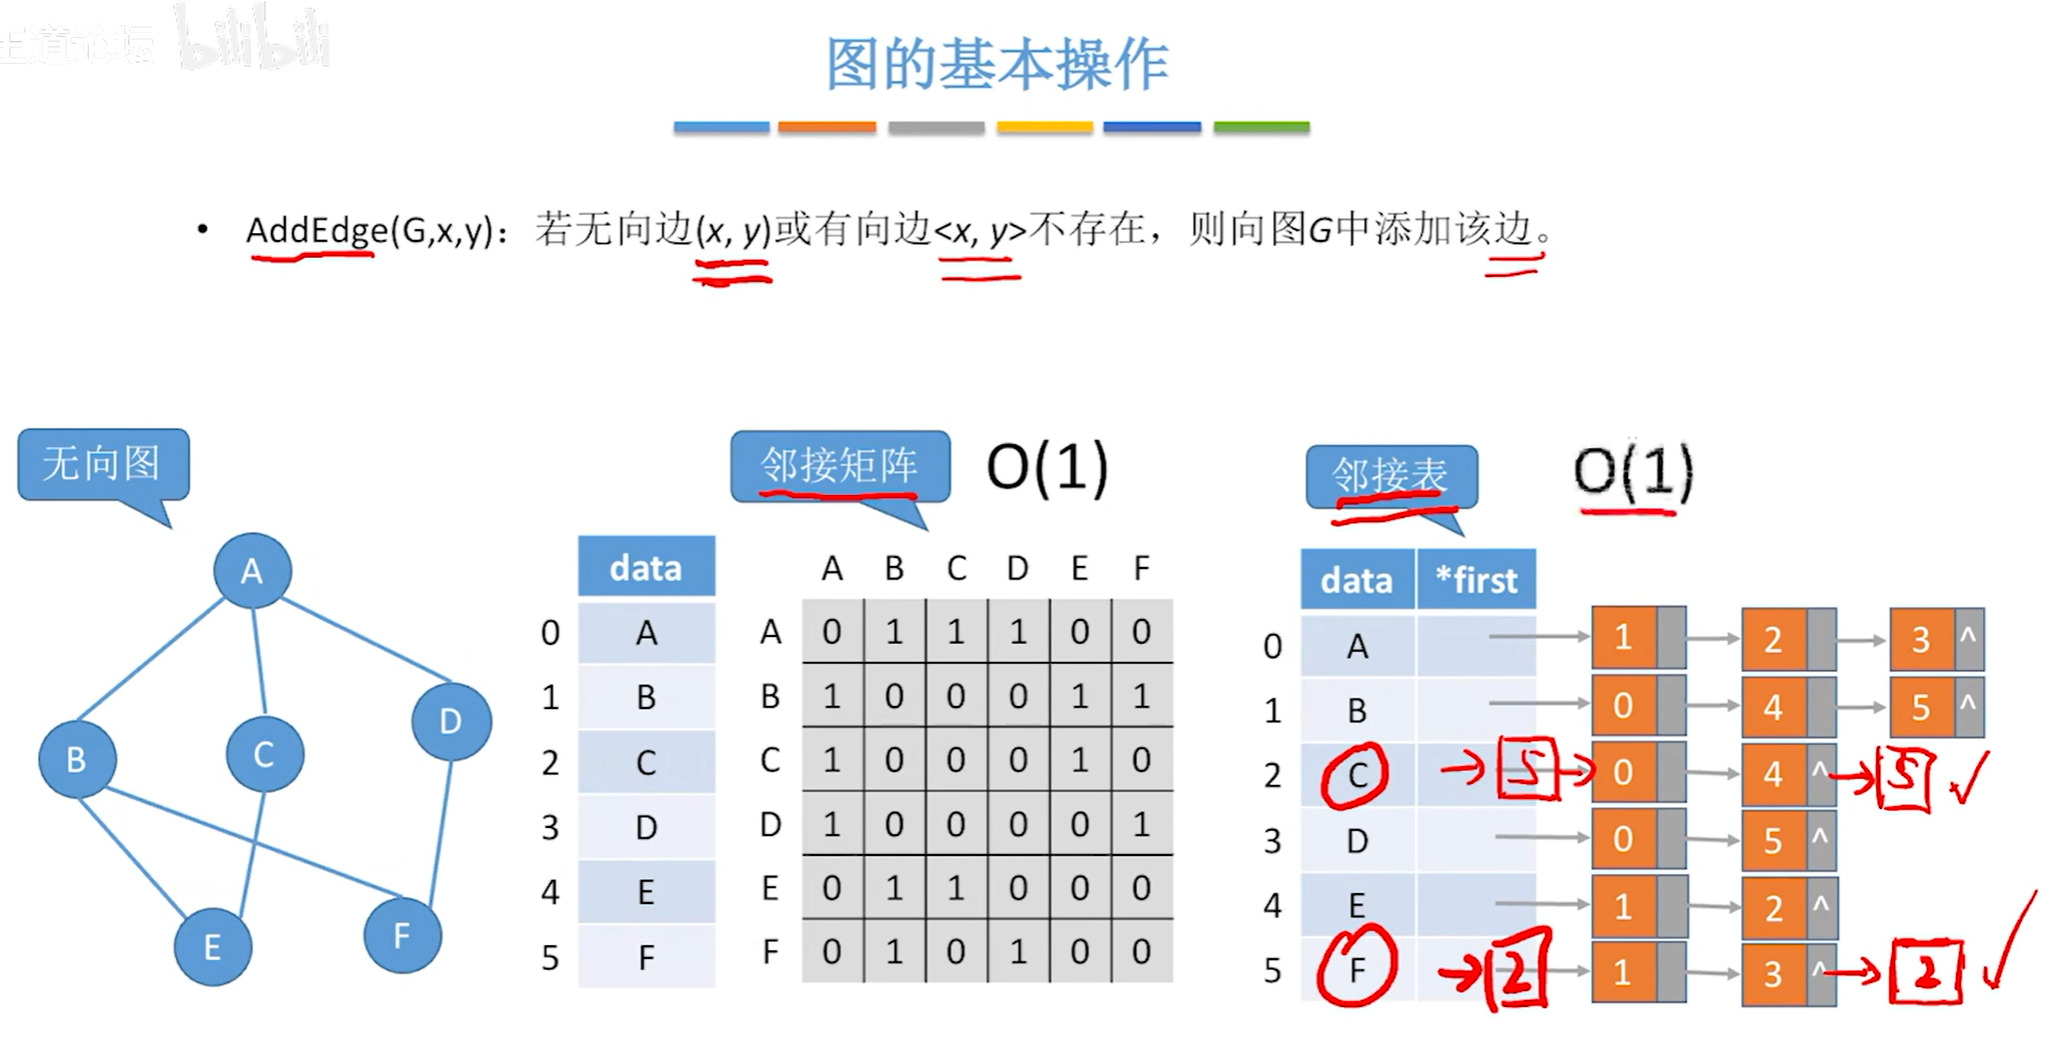 王道论坛 bilibili
图的基本操作
• AddEdge(G,x,y)：若无向边(x, y)或有向边<x, y>不存在，则向图G中添加该边。
无向图
A
B C D
E F
邻接矩阵 O(1)
data
0 A
1 B
2 C
3 D
4 E
5 F
A B C D E F
A 0 1 1 1 0 0
B 1 0 0 0 1 1
C 1 0 0 0 1 0
D 1 0 0 0 0 1
E 0 1 1 0 0 0
F 0 1 0 1 0 0
邻接表 O(1)
data *first
0 A 1 2 3 ^
1 B 0 4 5 ^
2 C 5 0 4 ^ 5
3 D 0 5 ^
4 E 1 2 ^
5 F 2 1 3 ^ 2